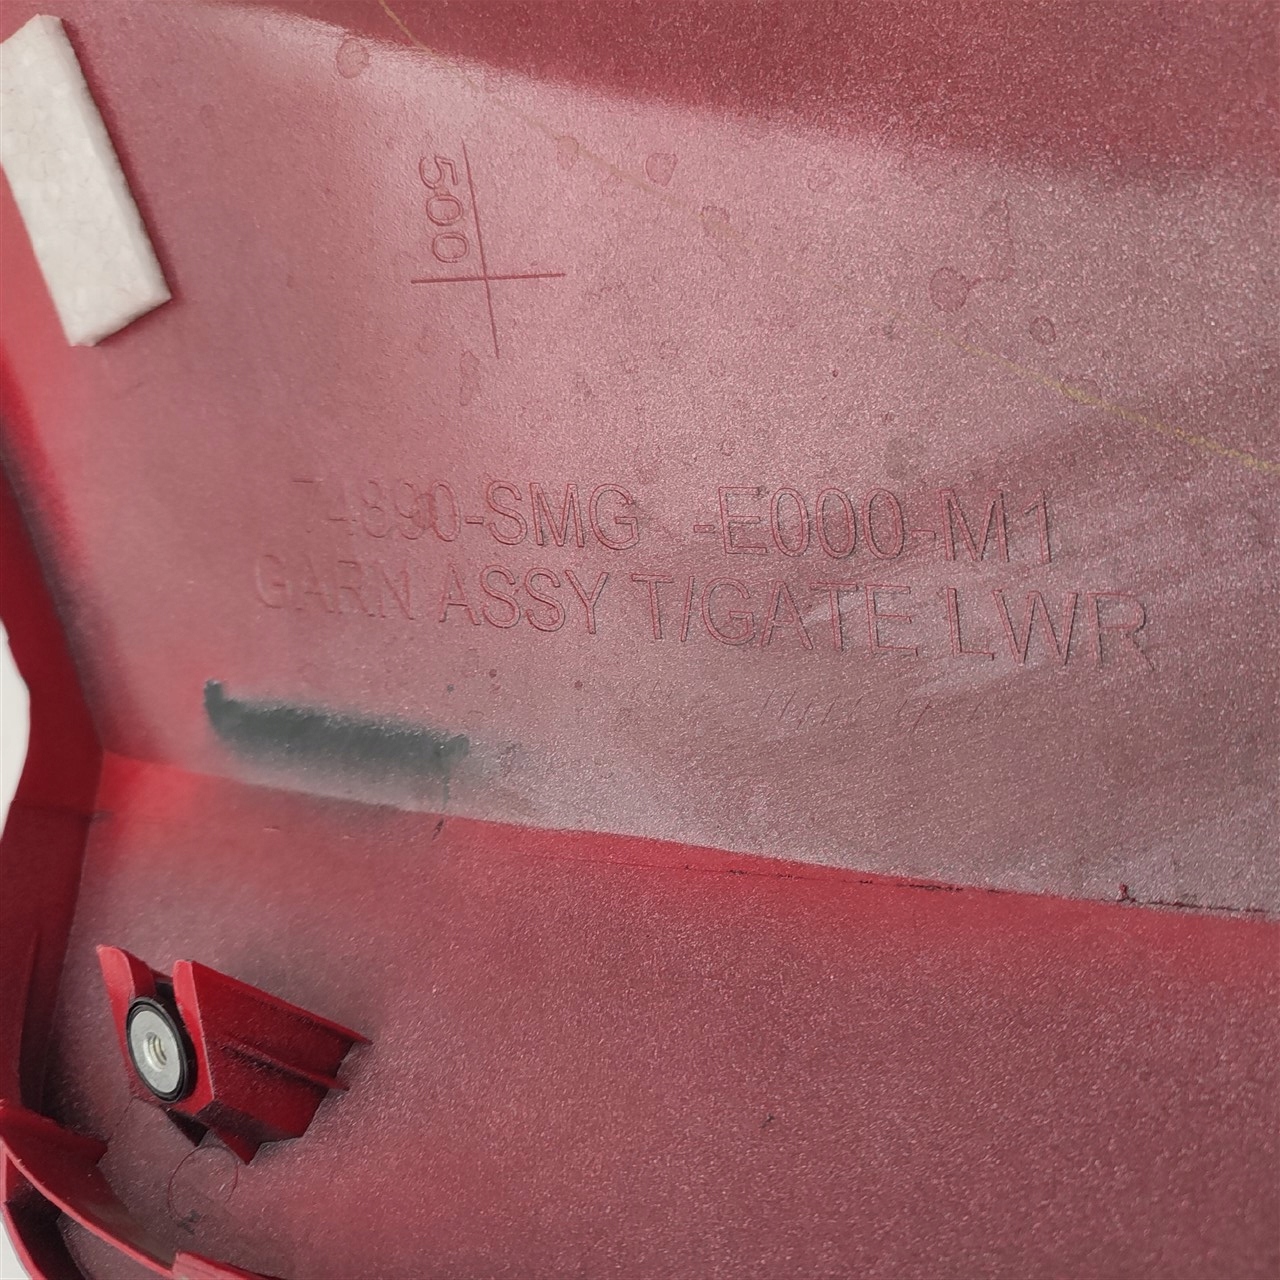 500
74890-SMG -E000-M1
GARN ASSY T/GATE LWR